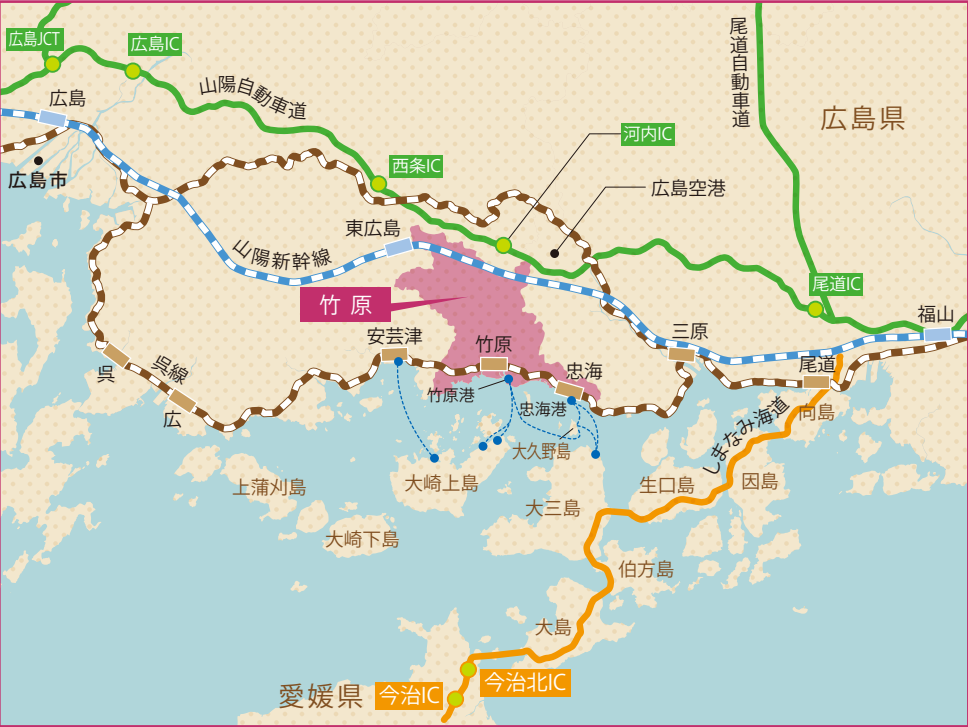 広島JCT
広島IC
尾道自動車道
山陽自動車道
広島
広島県
河内IC
西条IC
広島市
広島空港
東広島
山陽新幹線
尾道IC
竹原
福山
三原
安芸津
竹原
呉
呉線
忠海
尾道
竹原港
忠海港
広
しまなみ海道
向島
大久野島
上蒲刈島
大崎上島
生口島
因島
大三島
大崎下島
伯方島
大島
愛媛県
今治IC
今治北IC